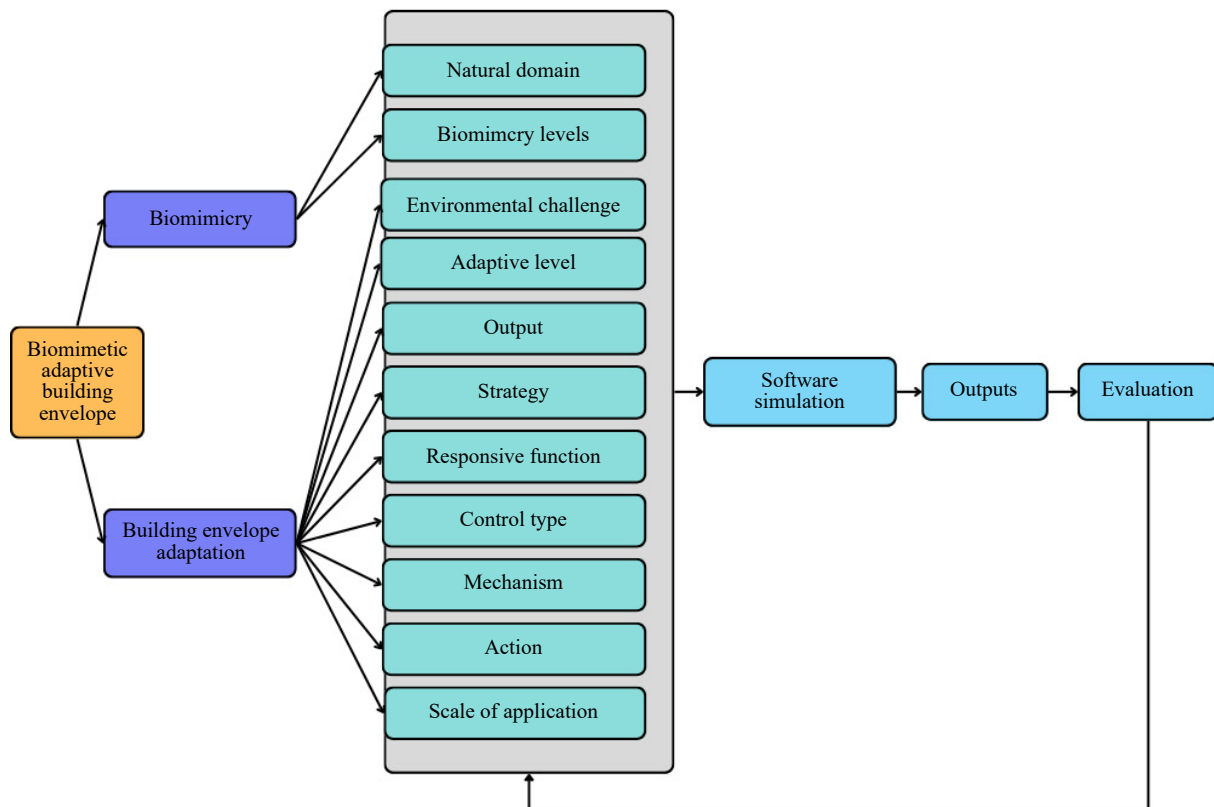 Natural domain
Biomimcry levels
Environmental challenge
Biomimicry
Adaptive level
Output
Biomimetic
adaptive
building
envelope
Strategy
Software
simulation
Outputs
Evaluation
Responsive function
Control type
Building envelope
adaptation
Mechanism
Action
Scale of application